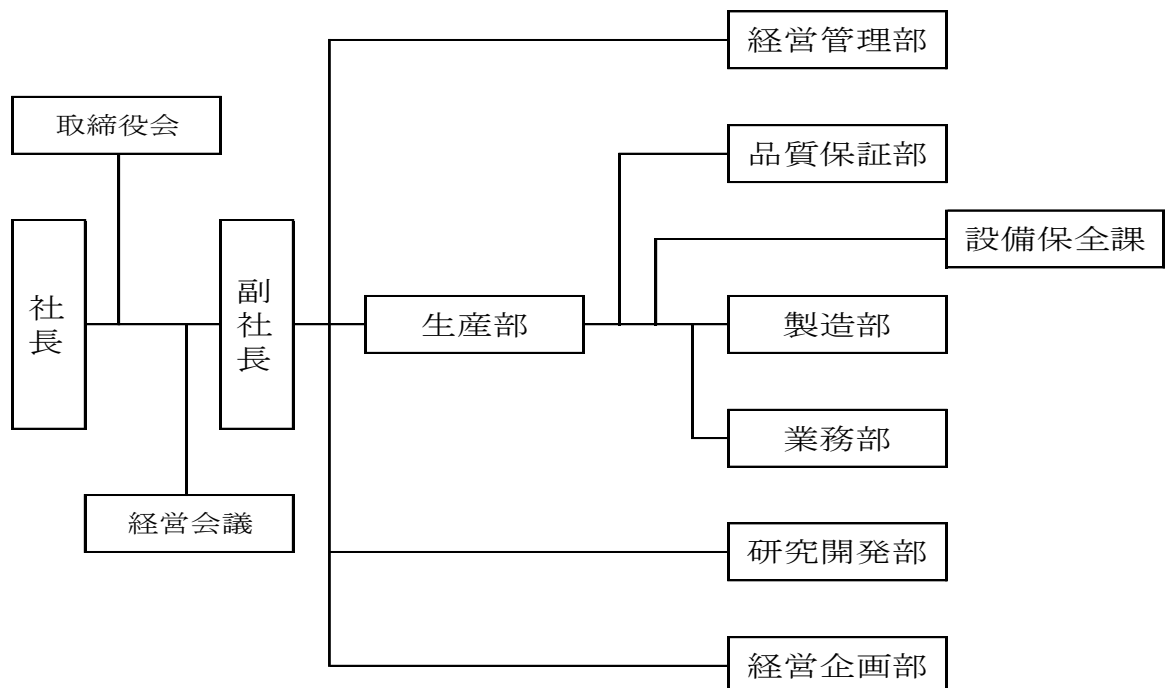 経営管理部
取締役会
品質保証部
設備保全課
社長
副社長
生産部
製造部
業務部
経営会議
研究開発部
経営企画部